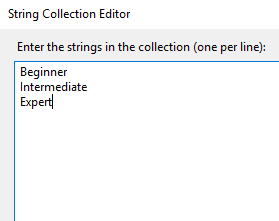 String Collection Editor
Enter the strings in the collection (one per line):
Beginner
Intermediate
Expert